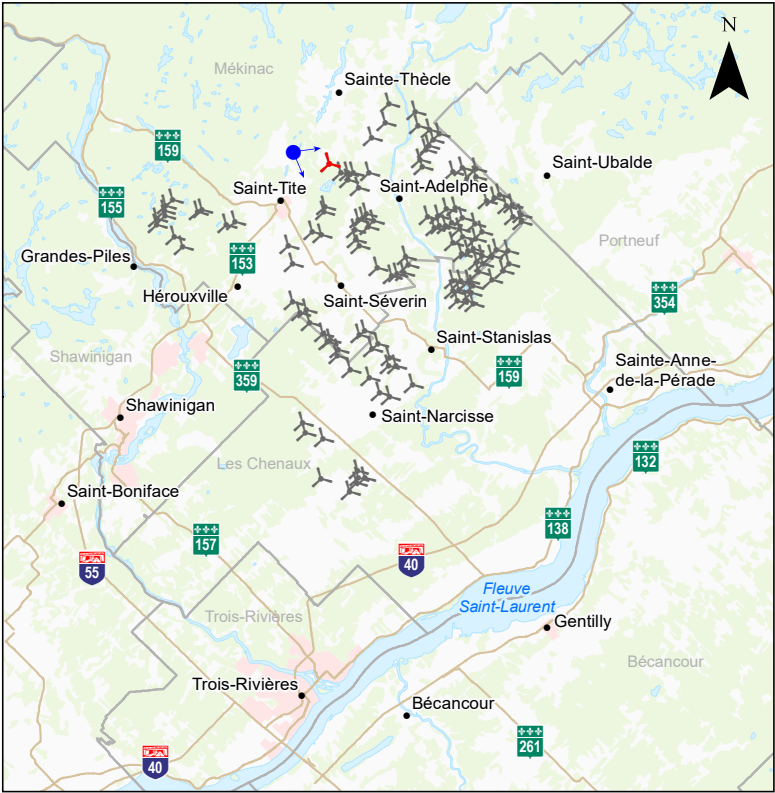 N
Mékinac
Sainte-Thècle
159
Saint-Ubalde
Saint-Tite
Saint-Adelphe
155
Portneuf
Grandes-Piles
153
Hérouxville
Saint-Séverin
354
Saint-Stanislas
Shawinigan
359
159
Sainte-Anne-
de-la-Pérade
Shawinigan
Saint-Narcisse
Les Chenaux
132
Saint-Boniface
138
157
40
55
Fleuve
Saint-Laurent
Trois-Rivières
Gentilly
Bécancour
Trois-Rivières
Bécancour
261
40